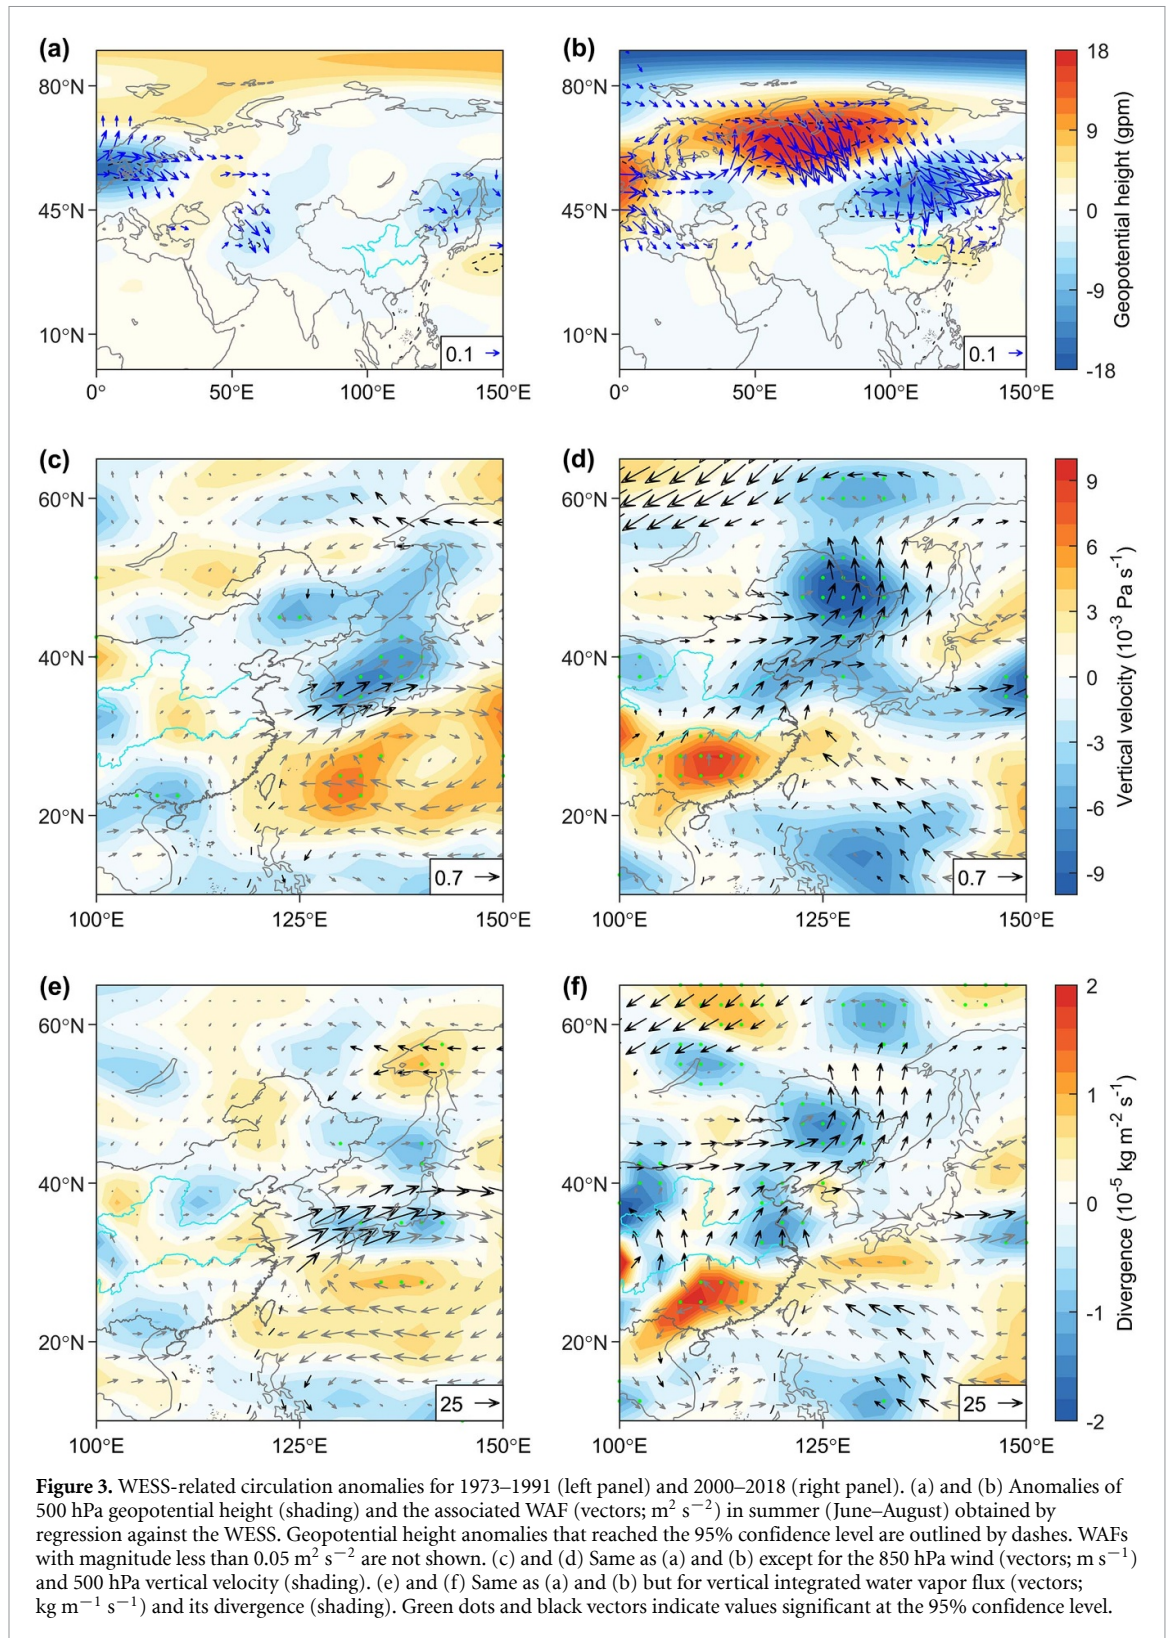 (a)
(b)
80°N
45°N
10°N
0°
50°E
100°E
150°E
0.1
80°N
45°N
10°N
0°
50°E
100°E
150°E
0.1
18
9
0
-9
-18
Geopotential height (gpm)
(c)
(d)
60°N
40°N
20°N
100°E
125°E
150°E
0.7
60°N
40°N
20°N
100°E
125°E
150°E
0.7
9
6
3
0
-3
-6
-9
Vertical velocity (10⁻³ Pa s⁻¹)
(e)
(f)
60°N
40°N
20°N
100°E
125°E
150°E
25
60°N
40°N
20°N
100°E
125°E
150°E
25
2
1
0
-1
-2
Divergence (10⁻⁵ kg m⁻² s⁻¹)
Figure 3. WESS-related circulation anomalies for 1973–1991 (left panel) and 2000–2018 (right panel). (a) and (b) Anomalies of
500 hPa geopotential height (shading) and the associated WAF (vectors; m² s⁻²) in summer (June–August) obtained by
regression against the WESS. Geopotential height anomalies that reached the 95% confidence level are outlined by dashes. WAFs
with magnitude less than 0.05 m² s⁻² are not shown. (c) and (d) Same as (a) and (b) except for the 850 hPa wind (vectors; m s⁻¹)
and 500 hPa vertical velocity (shading). (e) and (f) Same as (a) and (b) but for vertical integrated water vapor flux (vectors;
kg m⁻¹ s⁻¹) and its divergence (shading). Green dots and black vectors indicate values significant at the 95% confidence level.